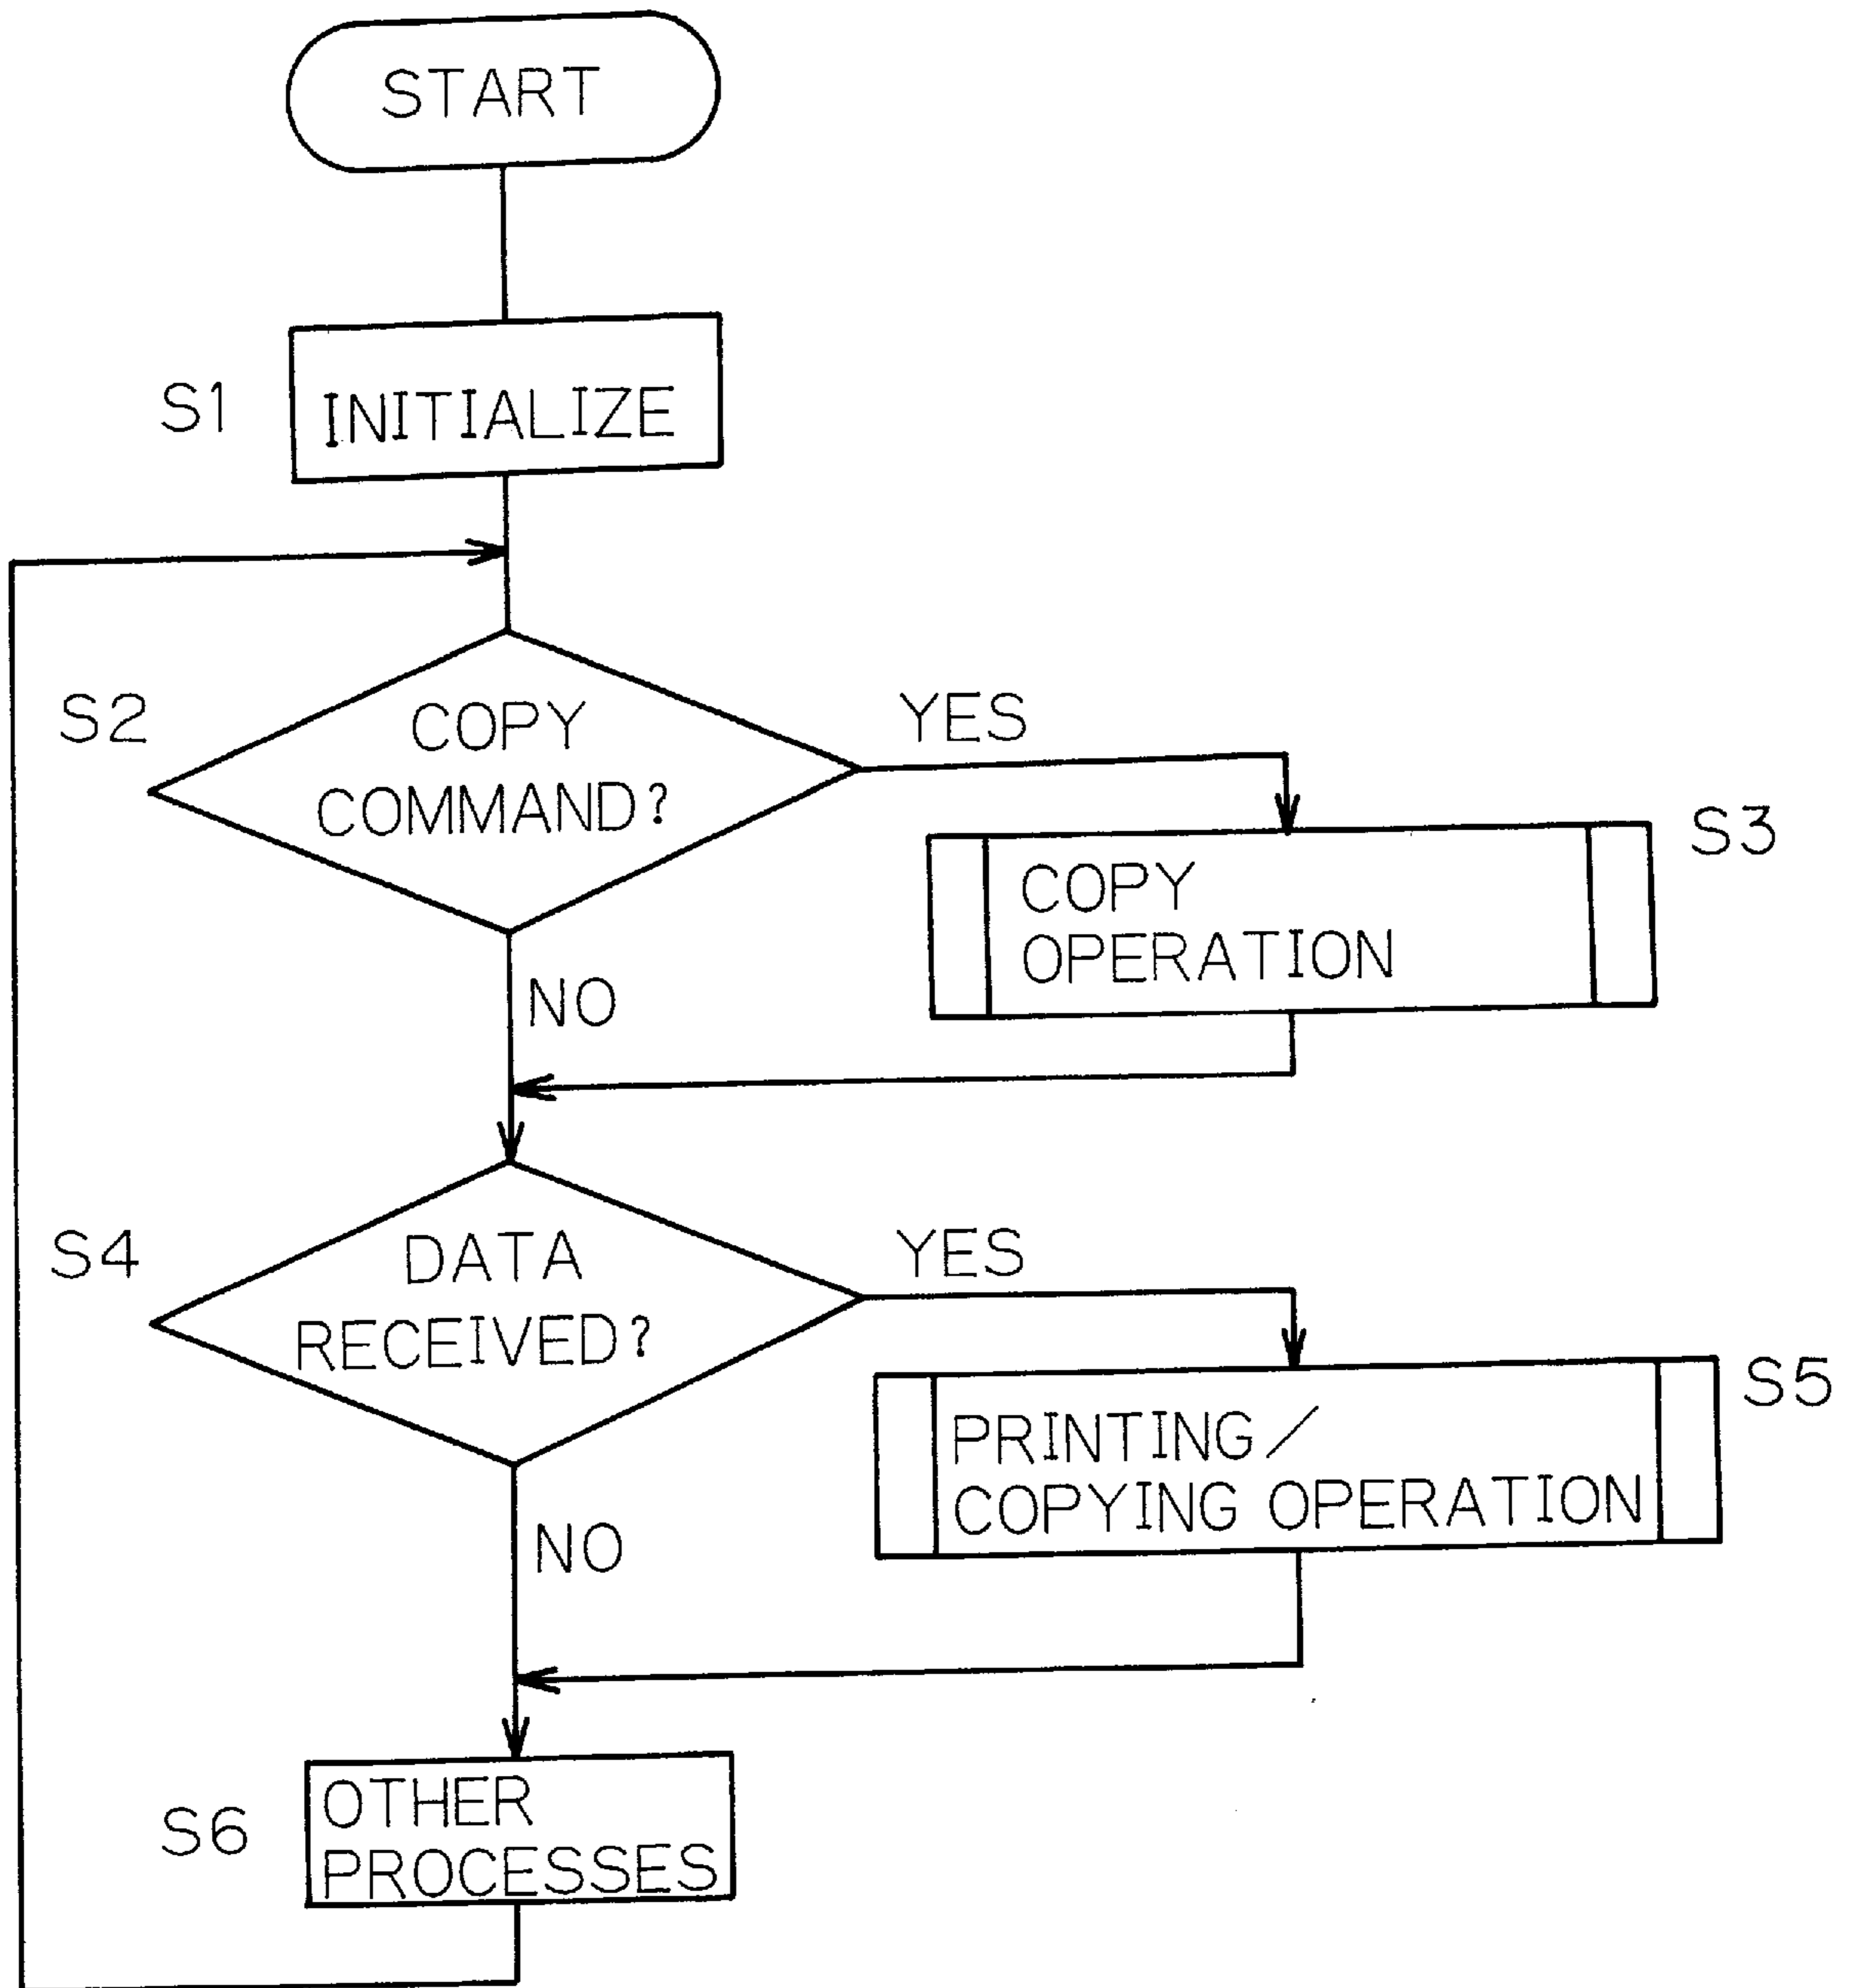 START
S1
INITIALIZE
S2
COPY
COMMAND?
YES
S3
COPY
OPERATION
NO
S4
DATA
RECEIVED?
YES
S5
PRINTING/
COPYING OPERATION
NO
S6
OTHER
PROCESSES